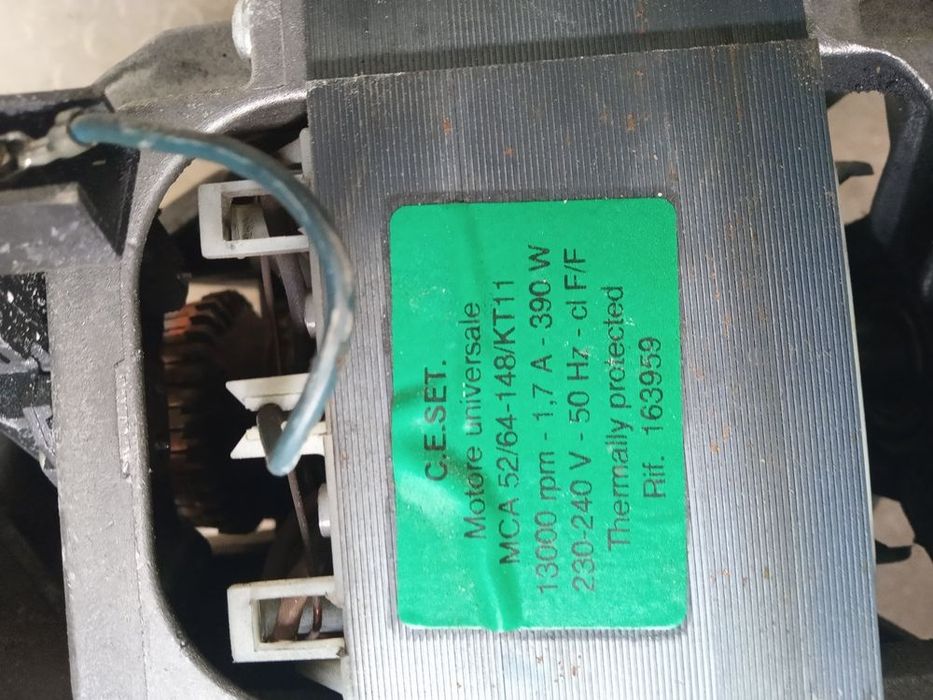 C.E.SET.
Motore universale
MCA 52/64-148/KT11
13000 rpm - 1,7 A - 390 W
230-240 V - 50 Hz - cl F/F
Thermally protected
Rif. 163959